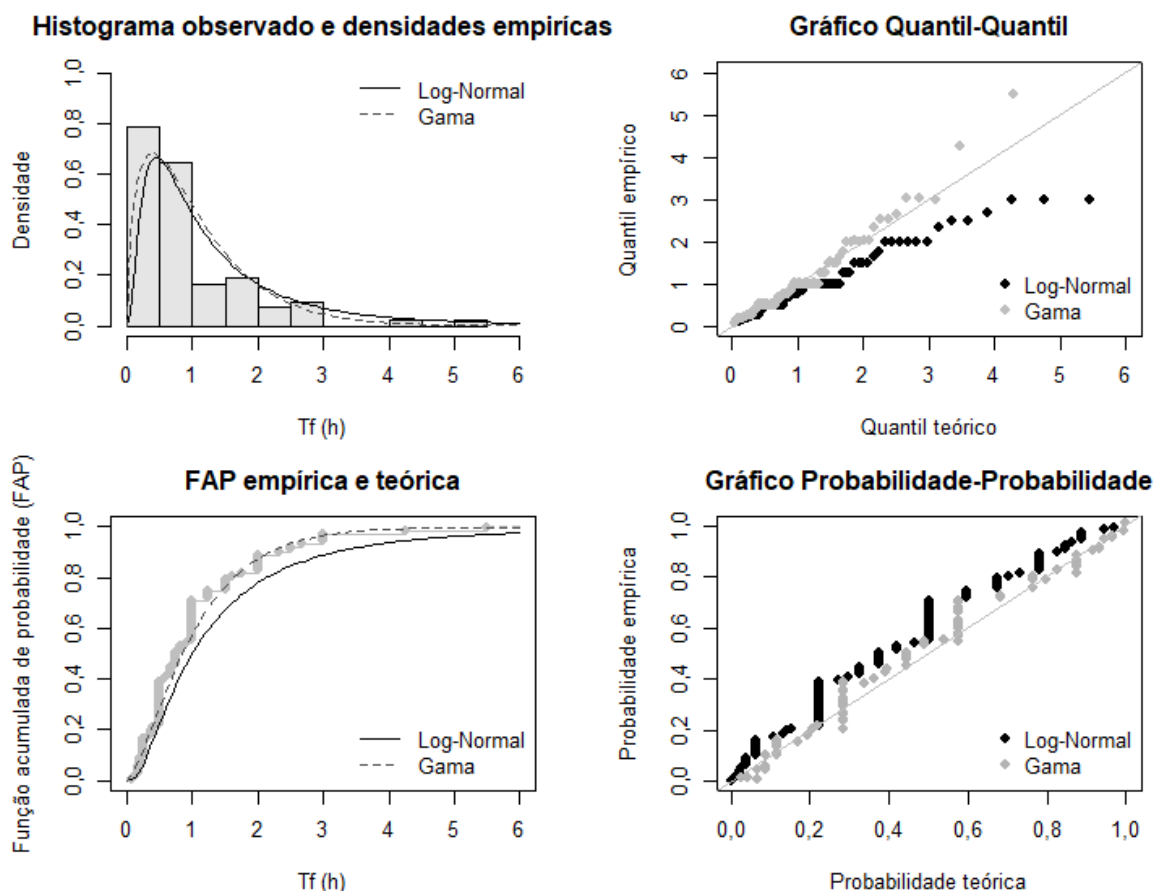 Histograma observado e densidades empíricas
Densidade
1,0
0,8
0,6
0,4
0,2
0,0
Log-Normal
Gama
0 1 2 3 4 5 6
Tf (h)
Gráfico Quantil-Quantil
Quantil empírico
6
5
4
3
2
1
0
Log-Normal
Gama
0 1 2 3 4 5 6
Quantil teórico
FAP empírica e teórica
Função acumulada de probabilidade (FAP)
1,0
0,8
0,6
0,4
0,2
0,0
Log-Normal
Gama
0 1 2 3 4 5 6
Tf (h)
Gráfico Probabilidade-Probabilidade
Probabilidade empírica
1,0
0,8
0,6
0,4
0,2
0,0
Log-Normal
Gama
0,0 0,2 0,4 0,6 0,8 1,0
Probabilidade teórica